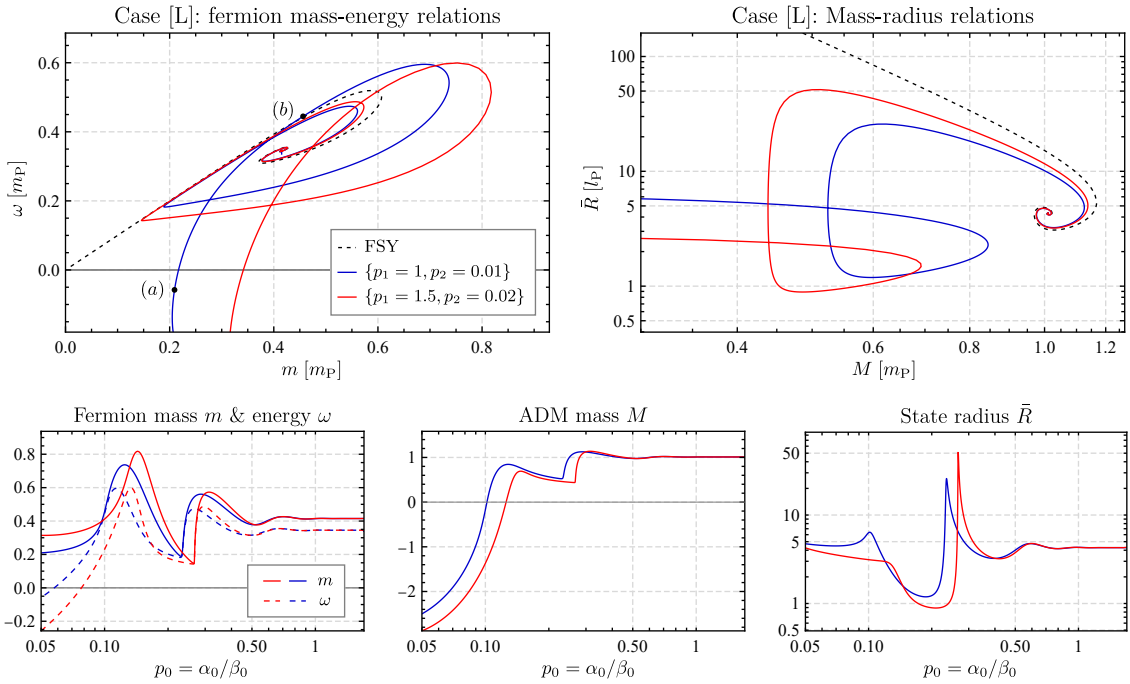 Case [L]: fermion mass-energy relations
0.6
0.4
0.2
0.0
ω [m_P]
(a)
(b)
FSY
{p₁ = 1, p₂ = 0.01}
{p₁ = 1.5, p₂ = 0.02}
0.0 0.2 0.4 0.6 0.8
m [m_P]
Case [L]: Mass-radius relations
100
50
10
5
1
0.5
R̄ [l_P]
0.4 0.6 0.8 1.0 1.2
M [m_P]
Fermion mass m & energy ω
0.8
0.6
0.4
0.2
0.0
-0.2
m
ω
0.05 0.10 0.50 1
p₀ = α₀/β₀
ADM mass M
1
0
-1
-2
0.05 0.10 0.50 1
p₀ = α₀/β₀
State radius R̄
50
10
5
1
0.5
0.05 0.10 0.50 1
p₀ = α₀/β₀